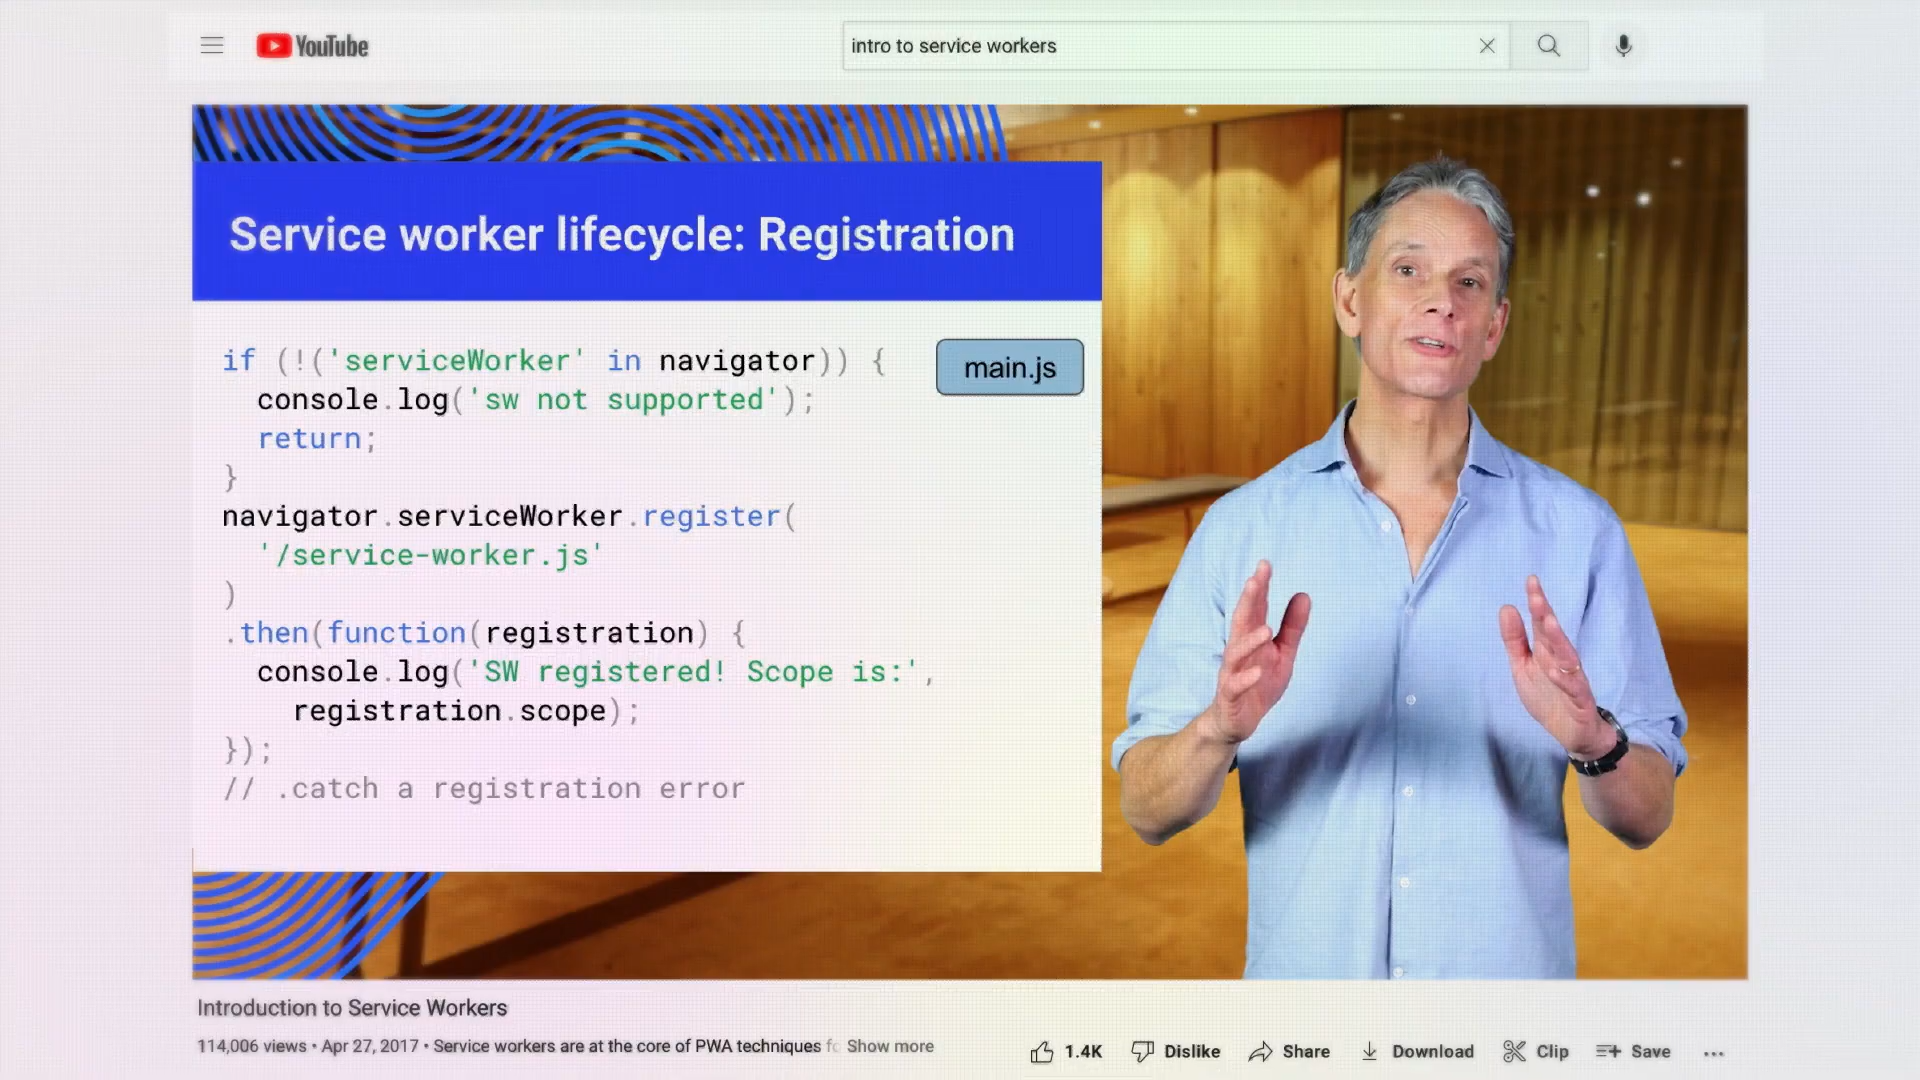 YouTube
intro to service workers
Service worker lifecycle: Registration
if (!('serviceWorker' in navigator)) {
main.js
console.log('sw not supported');
return;
}
navigator.serviceWorker.register(
'/service-worker.js'
)
.then(function(registration) {
console.log('SW registered! Scope is:',
registration.scope);
});
// .catch a registration error
Introduction to Service Workers
114,006 views • Apr 27, 2017 • Service workers are at the core of PWA techniques fo Show more
1.4K Dislike Share Download Clip Save